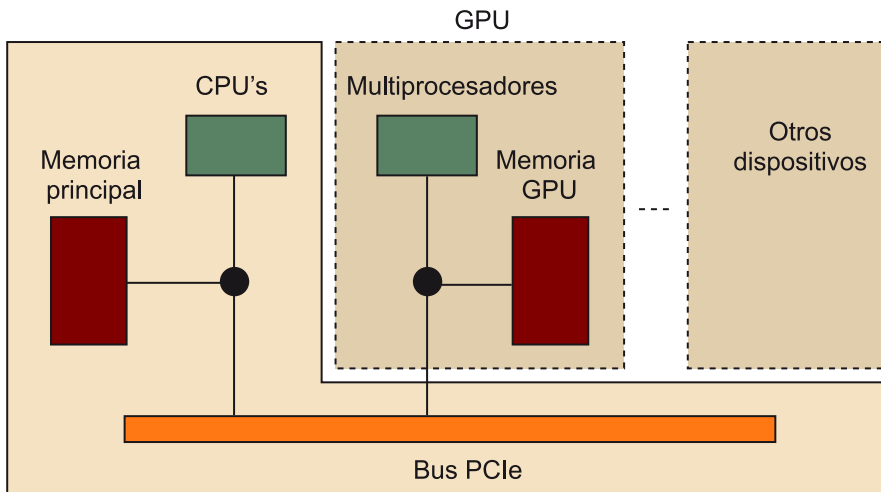 GPU
CPU's
Multiprocesadores
Memoria
principal
Memoria
GPU
Otros
dispositivos
Bus PCIe